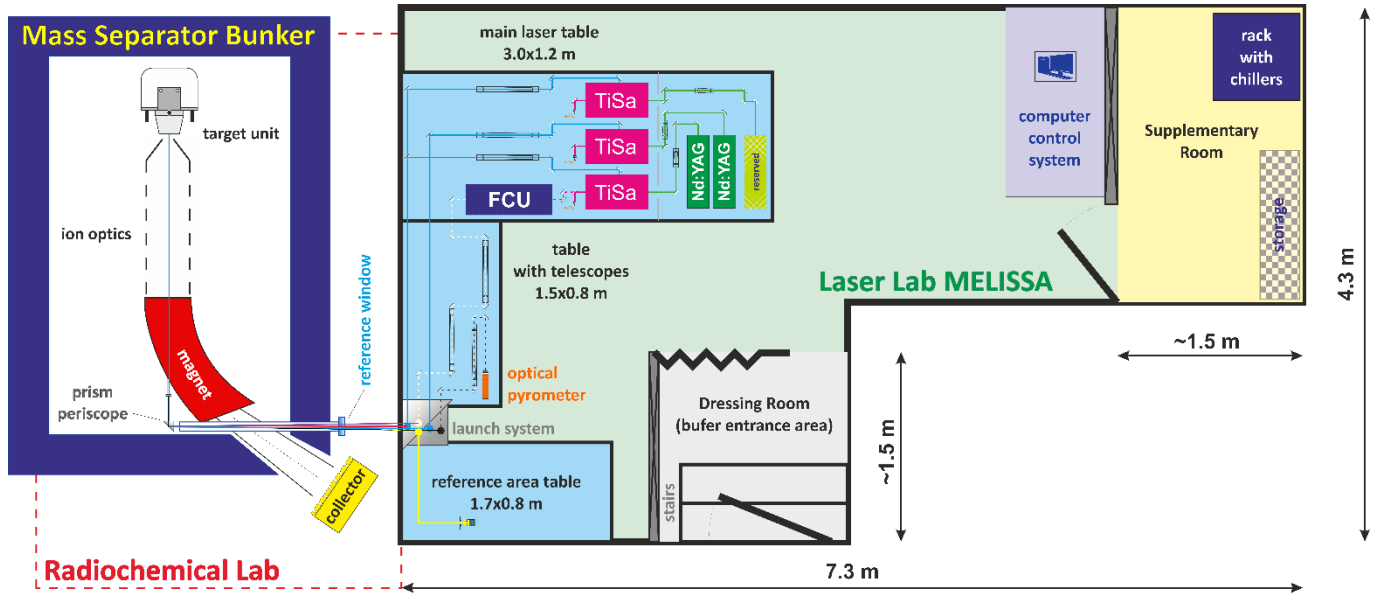 Mass Separator Bunker
target unit
ion optics
magnet
prism
periscope
reference window
collector
Radiochemical Lab
main laser table
3.0x1.2 m
TiSa
TiSa
TiSa
FCU
Nd:YAG
Nd:YAG
reserved
table
with telescopes
1.5x0.8 m
optical
pyrometer
launch system
reference area table
1.7x0.8 m
stairs
Dressing Room
(bufer entrance area)
Laser Lab MELISSA
computer
control
system
Supplementary
Room
rack
with
chillers
storage
~1.5 m
~1.5 m
4.3 m
7.3 m